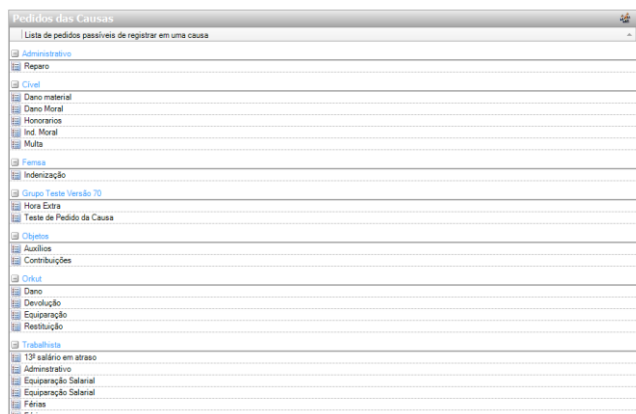 Pedidos das Causas
Lista de pedidos passíveis de registrar em uma causa
Administrativo
Reparo
Cível
Dano material
Dano Moral
Honorarios
Ind. Moral
Multa
Femsa
Indenização
Grupo Teste Versão 70
Hora Extra
Teste de Pedido da Causa
Objetos
Auxílios
Contribuições
Orkut
Dano
Devolução
Equiparação
Restituição
Trabalhista
13º salário em atraso
Adminstrativo
Equiparação Salarial
Equiparação Salarial
Férias